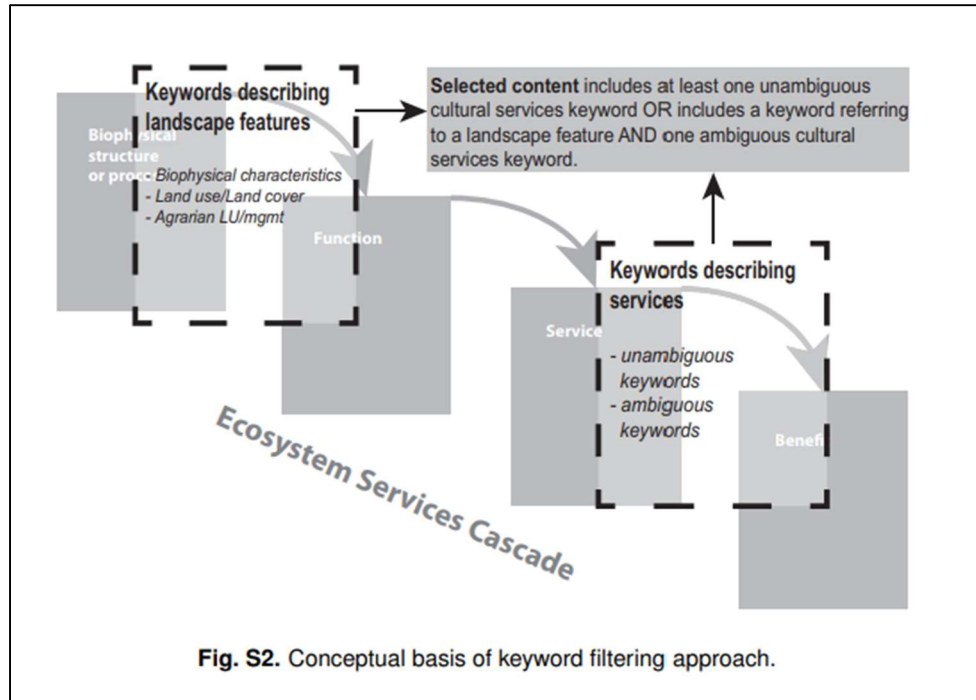 Keywords describing
landscape features
- Biophysical characteristics
- Land use/Land cover
- Agrarian LU/mgmt
Selected content includes at least one unambiguous
cultural services keyword OR includes a keyword referring
to a landscape feature AND one ambiguous cultural
services keyword.
structure
Function
Keywords describing
services
- unambiguous
keywords
- ambiguous
keywords
Service
Ecosystem Services Cascade
Fig. S2. Conceptual basis of keyword filtering approach.